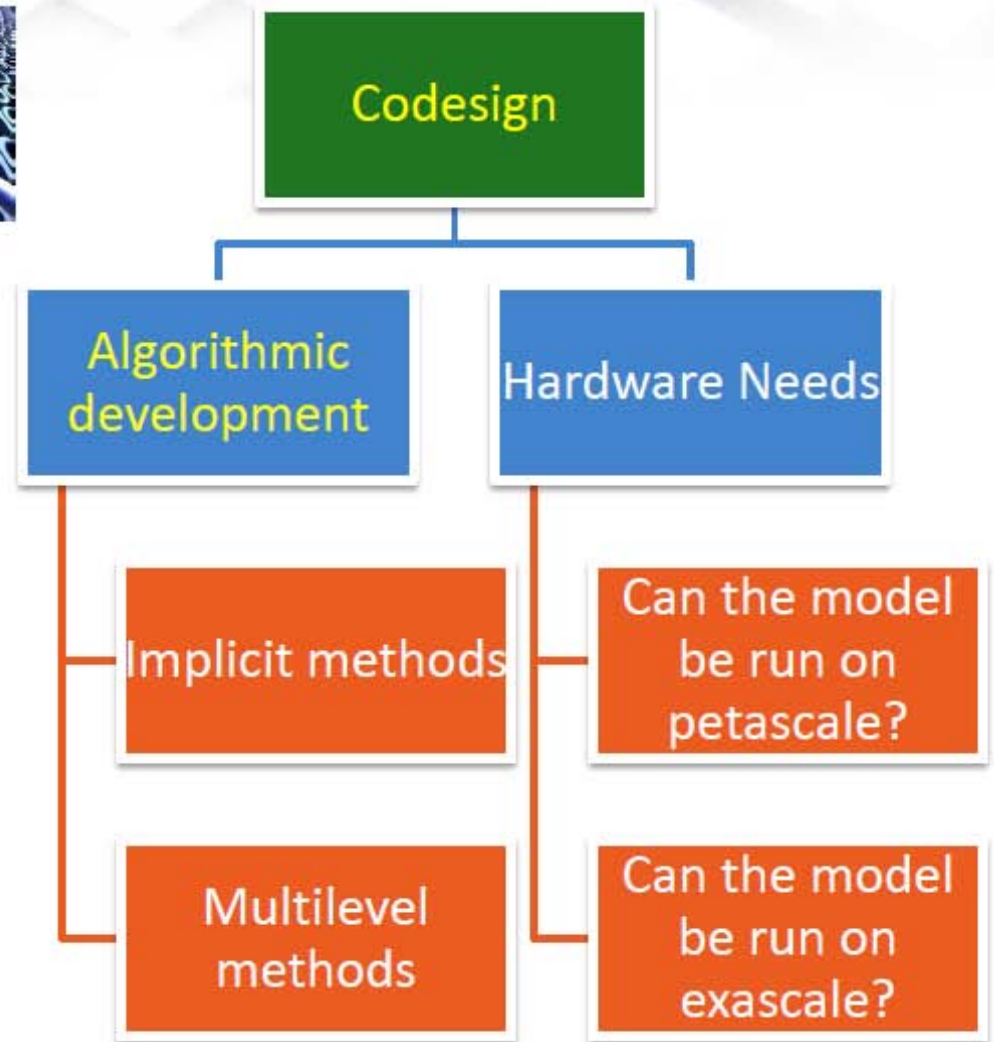 Codesign
Algorithmic
development
Hardware Needs
Implicit methods
Can the model
be run on
petascale?
Multilevel
methods
Can the model
be run on
exascale?